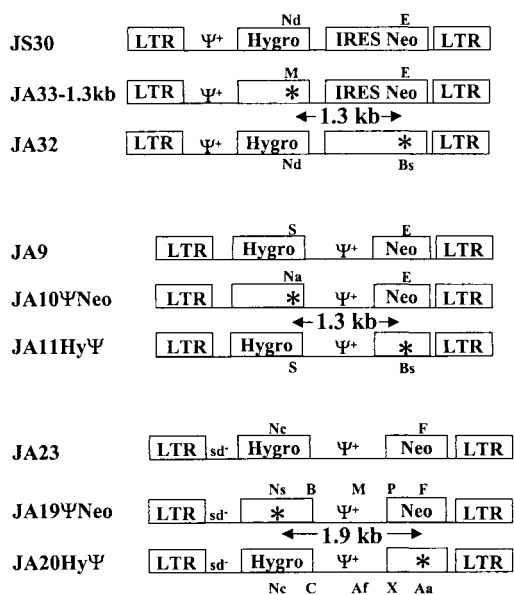 Nd E
JS30 LTR Ψ+ Hygro IRES Neo LTR
M E
JA33-1.3kb LTR Ψ+ * IRES Neo LTR
←1.3 kb→
JA32 LTR Ψ+ Hygro * LTR
Nd Bs
S E
JA9 LTR Hygro Ψ+ Neo LTR
Na E
JA10ΨNeo LTR * Ψ+ Neo LTR
←1.3 kb→
JA11HyΨ LTR Hygro Ψ+ * LTR
S Bs
Nc F
JA23 LTR sd- Hygro Ψ+ Neo LTR
Ns B M P F
JA19ΨNeo LTR sd- * Ψ+ Neo LTR
←1.9 kb→
JA20HyΨ LTR sd- Hygro Ψ+ * LTR
Nc C Af X Aa